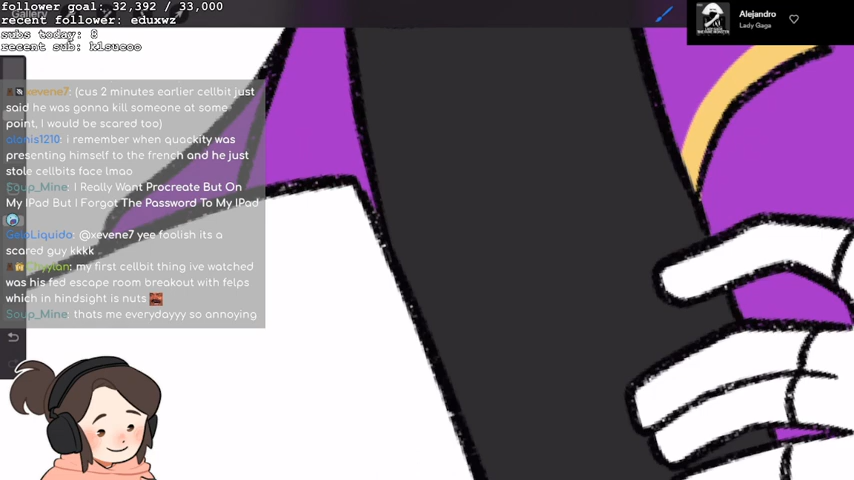 follower goal: 32,392 / 33,000
recent follower: eduxwz
subs today: 8
recent sub: klsucoo
Gallery
Alejandro
Lady Gaga
xevene7: (cus 2 minutes earlier cellbit just
said he was gonna kill someone at some
point, I would be scared too)
alanis1210: i remember when quackity was
presenting himself to the french and he just
stole cellbits face lmao
Soup_Mine: I Really Want Procreate But On
My IPad But I Forgot The Password To My IPad
GeloLiquido: @xevene7 yee foolish its a
scared guy kkkk
my first cellbit thing ive watched
was his fed escape room breakout with felps
which in hindsight is nuts
Soup_Mine: thats me everydayyy so annoying